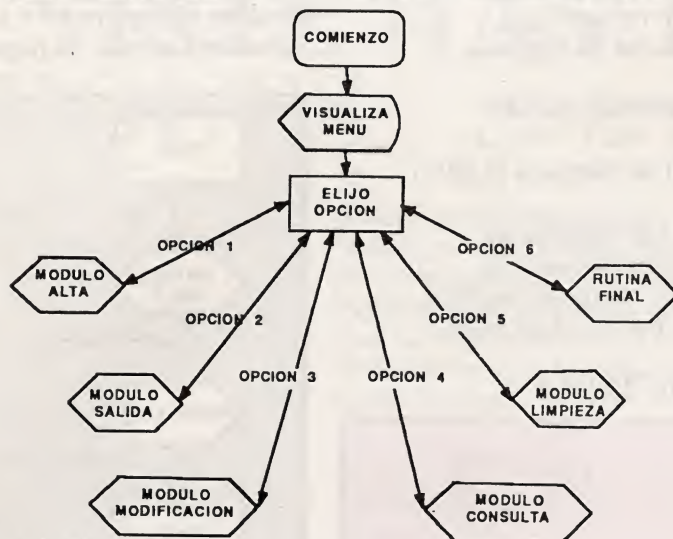 COMIENZO
VISUALIZA
MENU
ELIJO
OPCION
OPCION 1
OPCION 6
MODULO
ALTA
RUTINA
FINAL
OPCION 2
OPCION 5
OPCION 3
OPCION 4
MODULO
SALIDA
MODULO
LIMPIEZA
MODULO
MODIFICACION
MODULO
CONSULTA